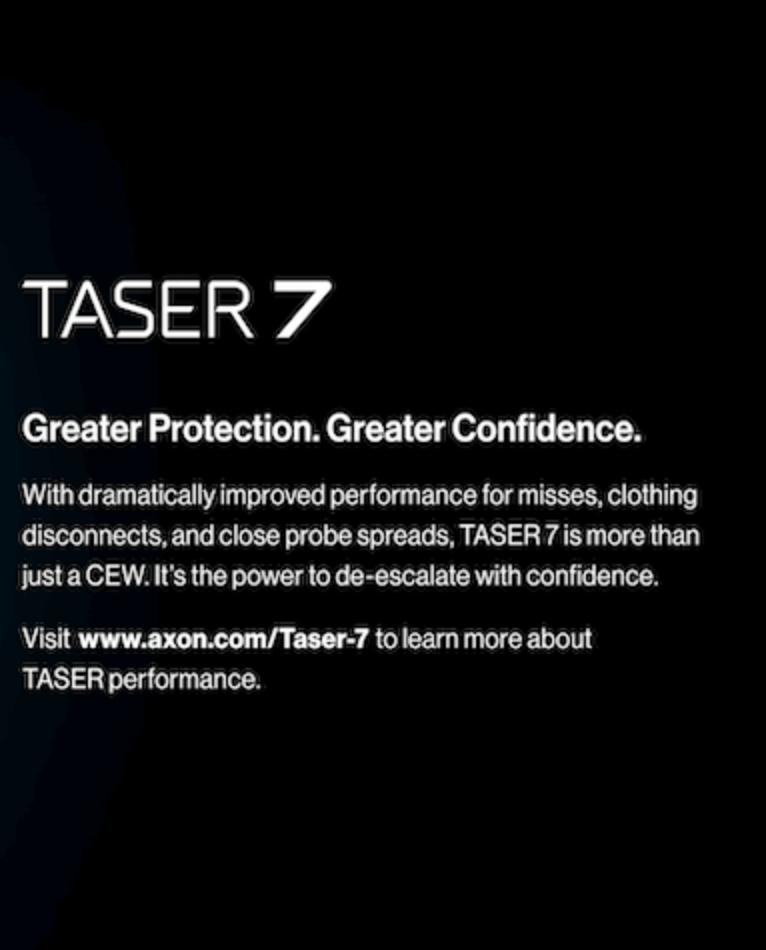 TASER 7
Greater Protection. Greater Confidence.
With dramatically improved performance for misses, clothing
disconnects, and close probe spreads, TASER 7 is more than
just a CEW. It's the power to de-escalate with confidence.
Visit www.axon.com/Taser-7 to learn more about
TASER performance.